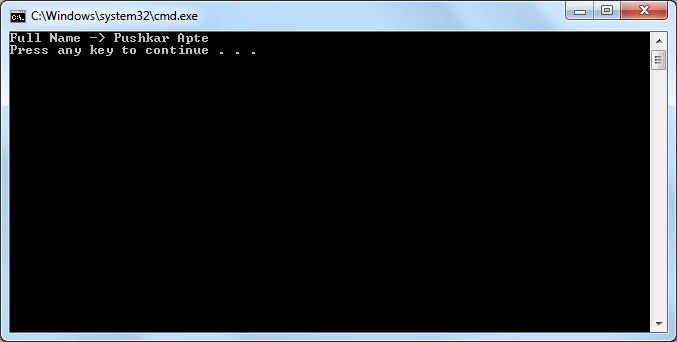 C:\Windows\system32\cmd.exe
Full Name -> Pushkar Apte
Press any key to continue . . .